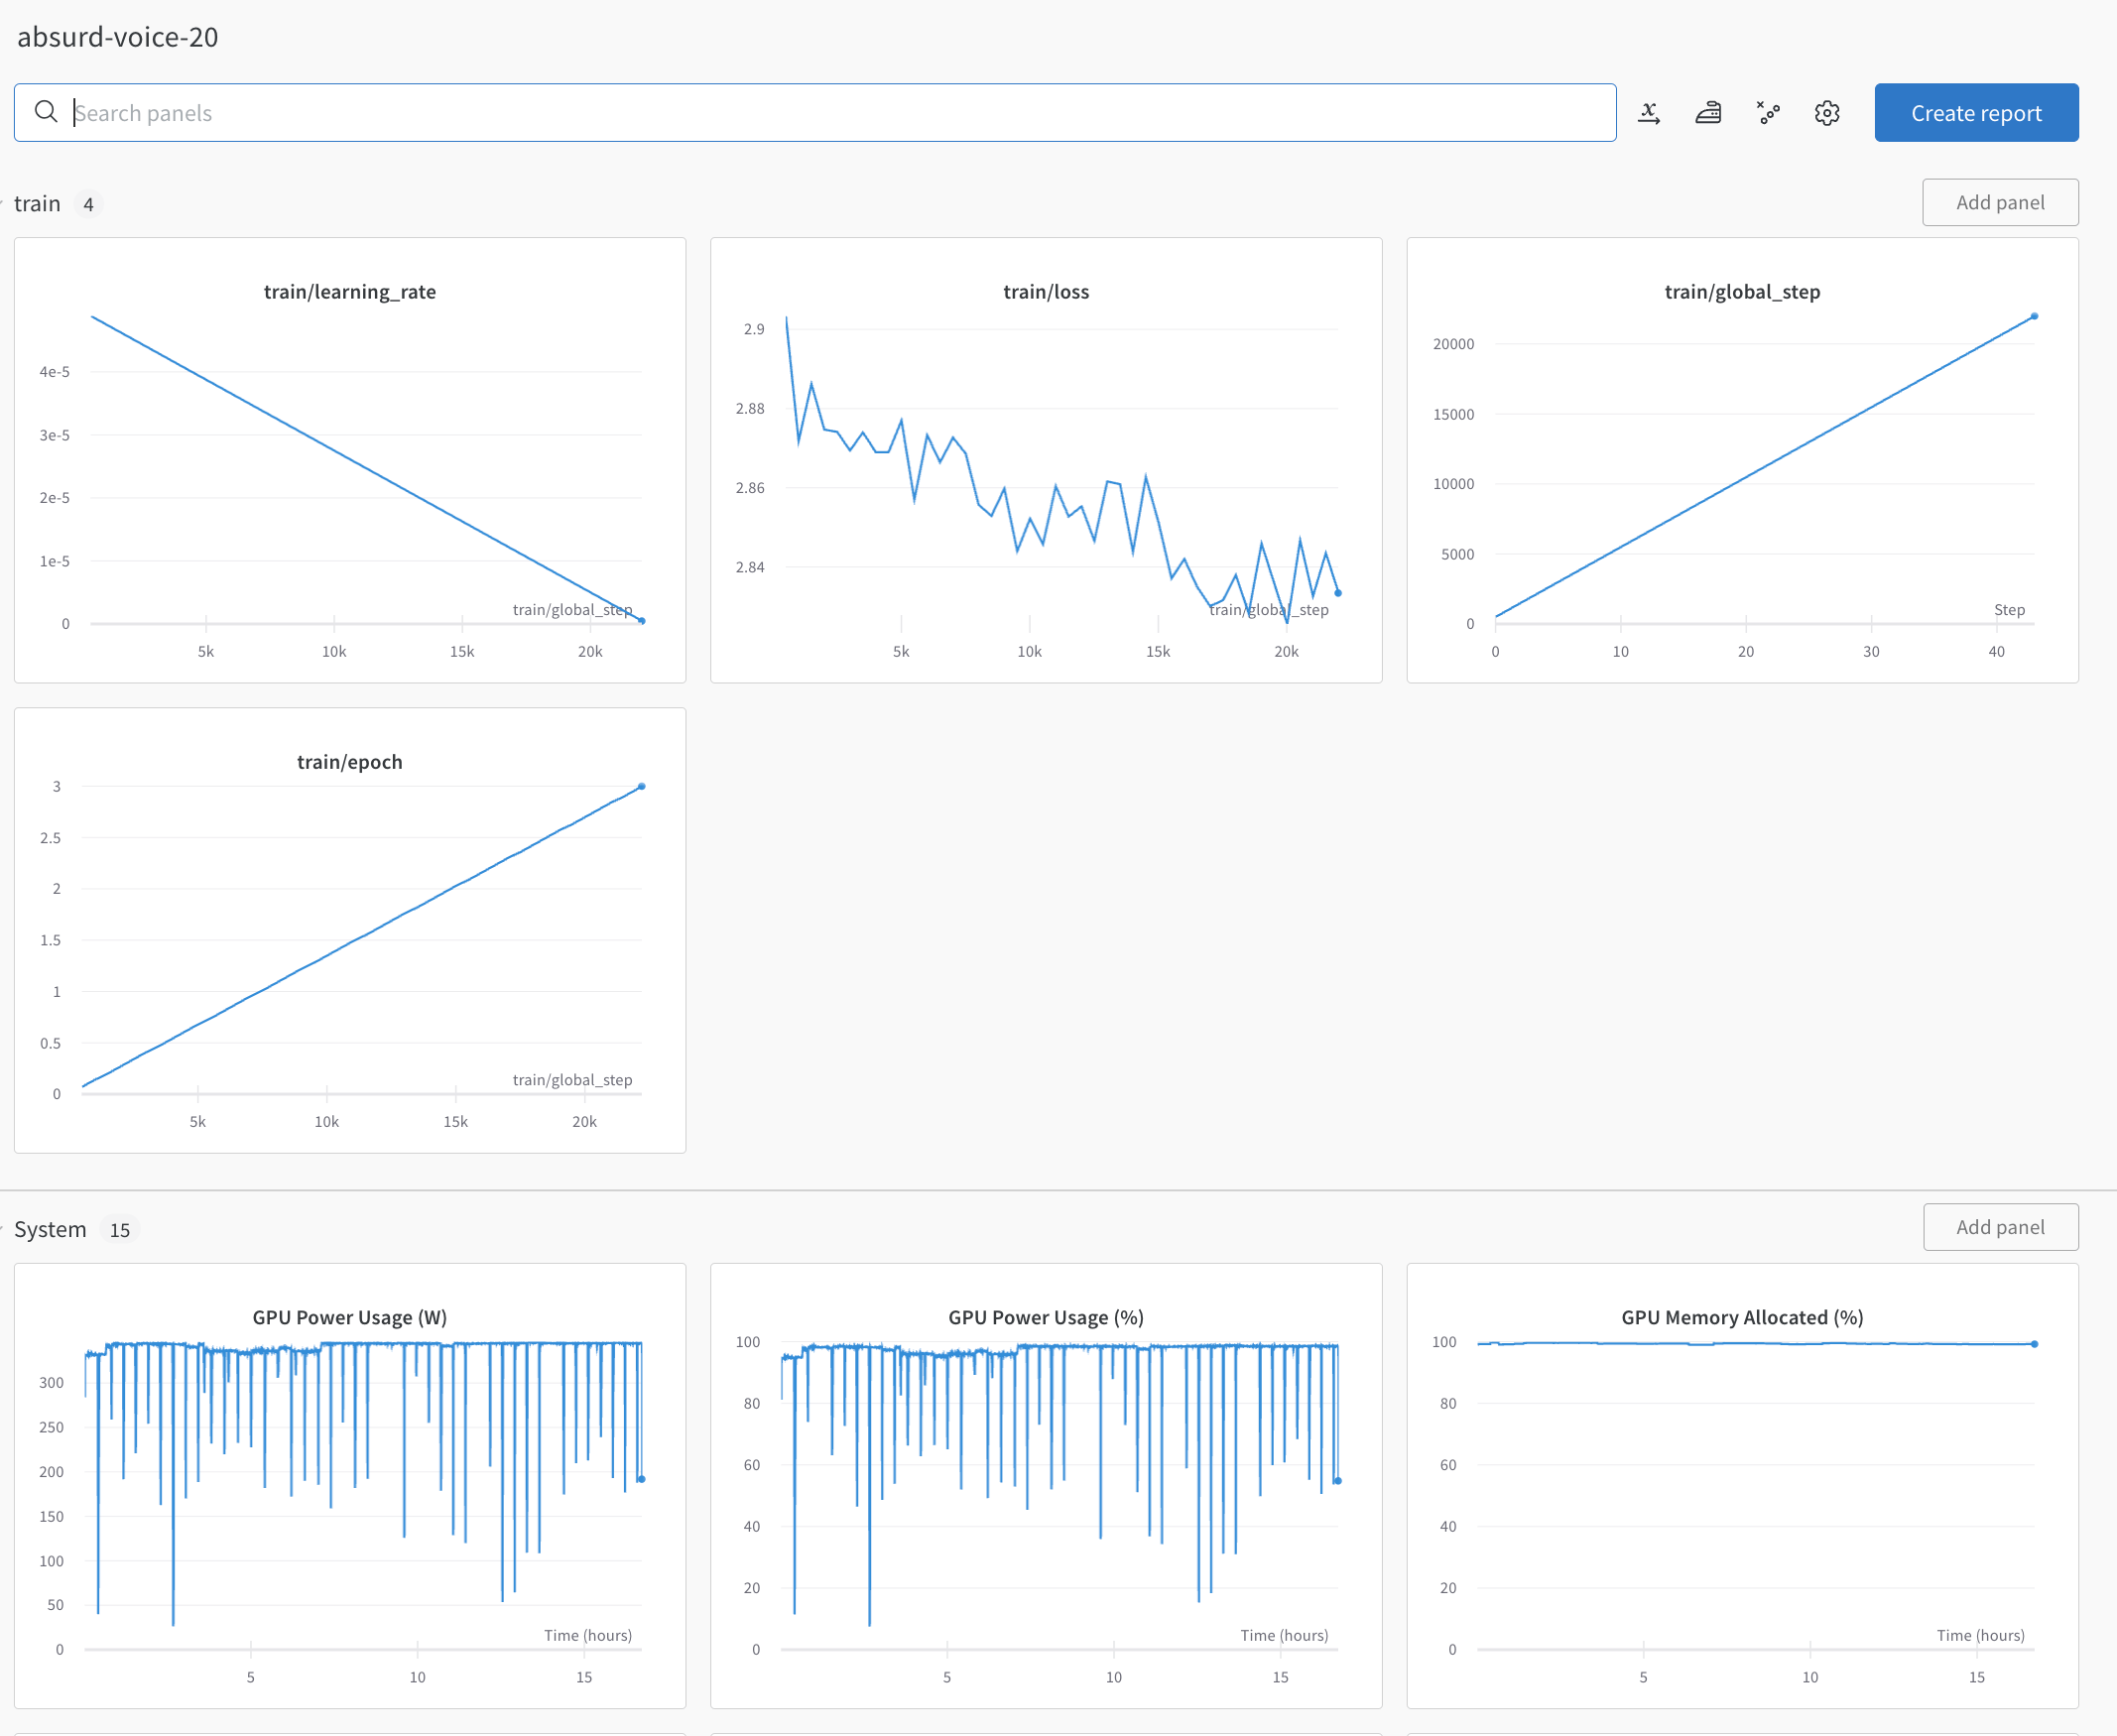 absurd-voice-20
Search panels
Create report
train 4
Add panel
train/learning_rate
4e-5
3e-5
2e-5
1e-5
0
train/global_step
5k 10k 15k 20k
train/loss
2.9
2.88
2.86
2.84
train/global_step
5k 10k 15k 20k
train/global_step
20000
15000
10000
5000
0
Step
0 10 20 30 40
train/epoch
3
2.5
2
1.5
1
0.5
0
train/global_step
5k 10k 15k 20k
System 15
Add panel
GPU Power Usage (W)
300
250
200
150
100
50
0
Time (hours)
5 10 15
GPU Power Usage (%)
100
80
60
40
20
0
Time (hours)
5 10 15
GPU Memory Allocated (%)
100
80
60
40
20
0
Time (hours)
5 10 15